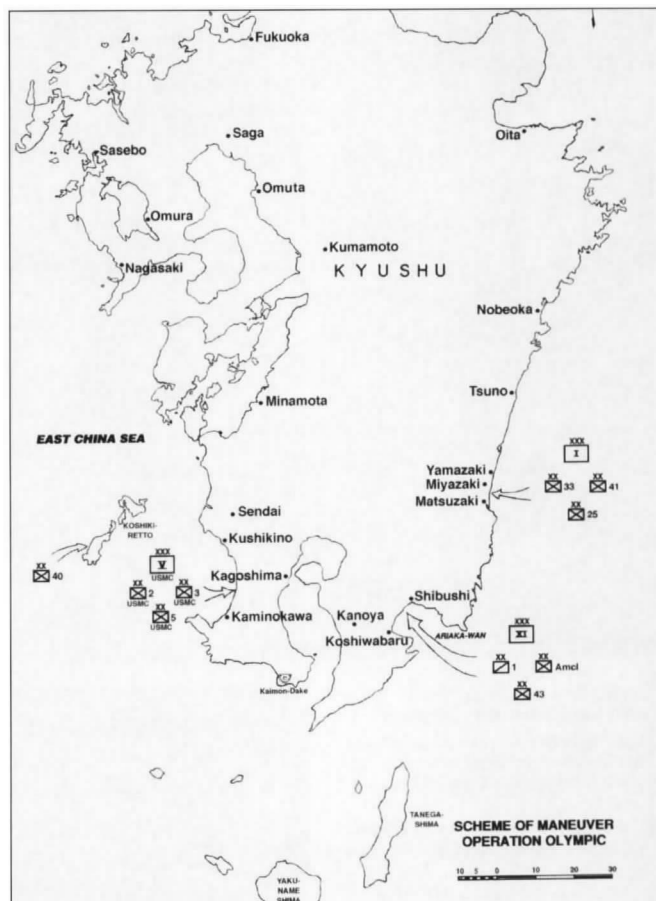 Fukuoka
Saga
Oita
Sasebo
Omuta
Omura
Kumamoto
Nagasaki
KYUSHU
Nobeoka
Tsuno
Minamota
EAST CHINA SEA
XXX
I
Yamazaki
Miyazaki
Matsuzaki
XX
33
XX
41
XX
25
Sendai
KOSHIKI-
RETTO
Kushikino
XX
40
XXX
V
USMC
XX
2
USMC
XX
3
USMC
XX
5
USMC
Kagoshima
Kaminokawa
Kanoya
Shibushi
Koshiwabaru
ARIAKA-WAN
XXX
XI
XX
1
XX
Amcl
XX
43
Kaimon-Dake
TANEGA-
SHIMA
SCHEME OF MANEUVER
OPERATION OLYMPIC
10 5 0 10 20 30
YAKU-
NAME
SHIMA